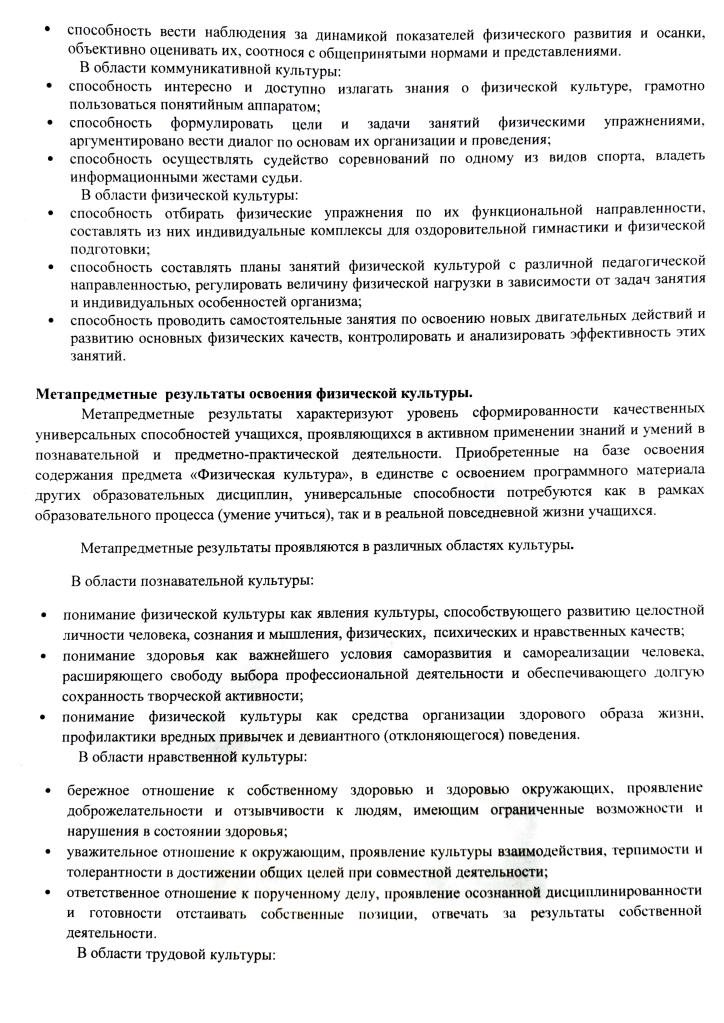 • способность вести наблюдения за динамикой показателей физического развития и осанки,
объективно оценивать их, соотнося с общепринятыми нормами и представлениями.
В области коммуникативной культуры:
• способность интересно и доступно излагать знания о физической культуре, грамотно
пользоваться понятийным аппаратом;
• способность формулировать цели и задачи занятий физическими упражнениями,
аргументировано вести диалог по основам их организации и проведения;
• способность осуществлять судейство соревнований по одному из видов спорта, владеть
информационными жестами судьи.
В области физической культуры:
• способность отбирать физические упражнения по их функциональной направленности,
составлять из них индивидуальные комплексы для оздоровительной гимнастики и физической
подготовки;
• способность составлять планы занятий физической культурой с различной педагогической
направленностью, регулировать величину физической нагрузки в зависимости от задач занятия
и индивидуальных особенностей организма;
• способность проводить самостоятельные занятия по освоению новых двигательных действий и
развитию основных физических качеств, контролировать и анализировать эффективность этих
занятий.
Метапредметные результаты освоения физической культуры.
Метапредметные результаты характеризуют уровень сформированности качественных
универсальных способностей учащихся, проявляющихся в активном применении знаний и умений в
познавательной и предметно-практической деятельности. Приобретенные на базе освоения
содержания предмета «Физическая культура», в единстве с освоением программного материала
других образовательных дисциплин, универсальные способности потребуются как в рамках
образовательного процесса (умение учиться), так и в реальной повседневной жизни учащихся.
Метапредметные результаты проявляются в различных областях культуры.
В области познавательной культуры:
• понимание физической культуры как явления культуры, способствующего развитию целостной
личности человека, сознания и мышления, физических, психических и нравственных качеств;
• понимание здоровья как важнейшего условия саморазвития и самореализации человека,
расширяющего свободу выбора профессиональной деятельности и обеспечивающего долгую
сохранность творческой активности;
• понимание физической культуры как средства организации здорового образа жизни,
профилактики вредных привычек и девиантного (отклоняющегося) поведения.
В области нравственной культуры:
• бережное отношение к собственному здоровью и здоровью окружающих, проявление
доброжелательности и отзывчивости к людям, имеющим ограниченные возможности и
нарушения в состоянии здоровья;
• уважительное отношение к окружающим, проявление культуры взаимодействия, терпимости и
толерантности в достижении общих целей при совместной деятельности;
• ответственное отношение к порученному делу, проявление осознанной дисциплинированности
и готовности отстаивать собственные позиции, отвечать за результаты собственной
деятельности.
В области трудовой культуры: